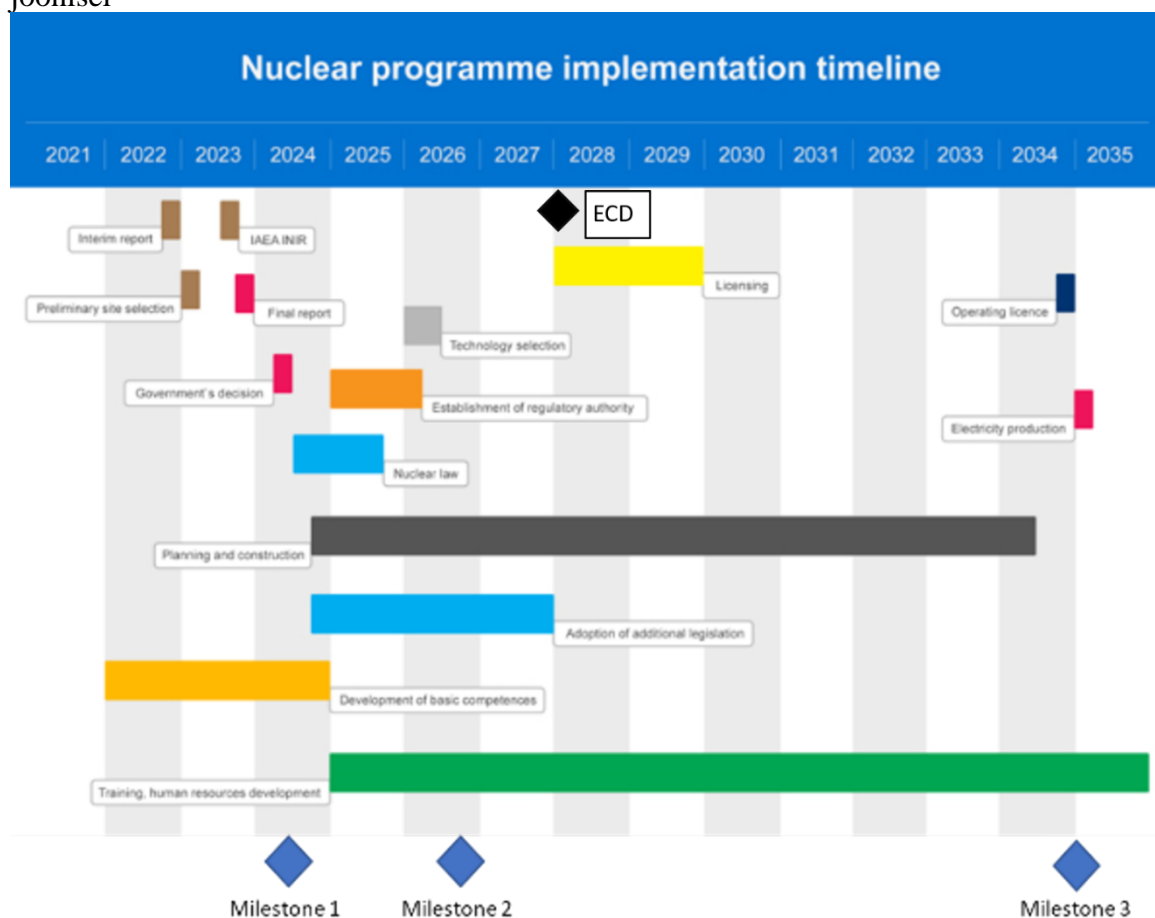 Nuclear programme implementation timeline
2021 2022 2023 2024 2025 2026 2027 2028 2029 2030 2031 2032 2033 2034 2035
ECD
Interim report
IAEA INIR
Licensing
Preliminary site selection
Final report
Operating licence
Technology selection
Government`s decision
Establishment of regulatory authority
Electricity production
Nuclear law
Planning and construction
Adoption of additional legislation
Development of basic competences
Training, human resources development
Milestone 1
Milestone 2
Milestone 3